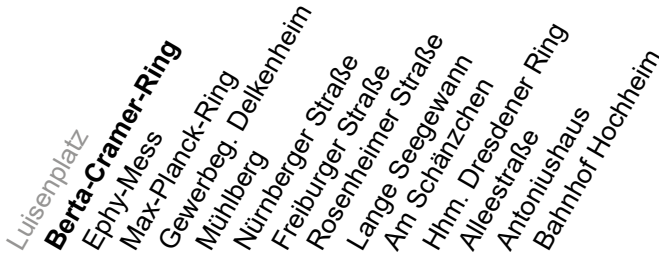 Luisenplatz
Berta-Cramer-Ring
Ephy-Mess
Max-Planck-Ring
Gewerbeg. Delkenheim
Mühlberg
Nürnberger Straße
Freiburger Straße
Rosenheimer Straße
Lange Seegewann
Am Schänzchen
Hhm. Dresdener Ring
Alleestraße
Antoniushaus
Bahnhof Hochheim